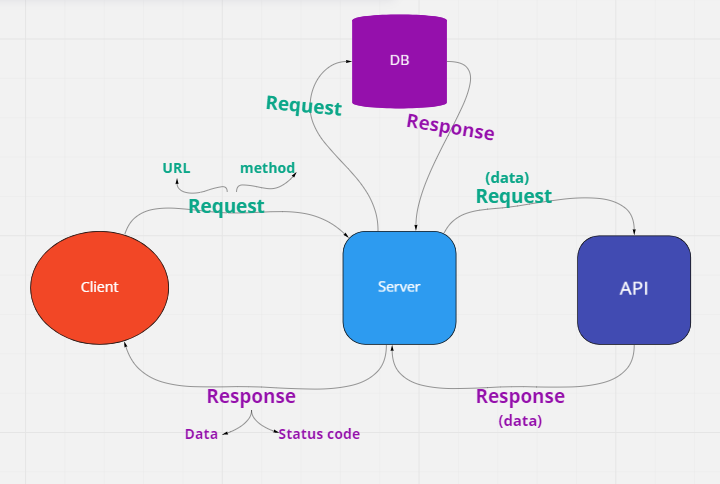 DB
Request
Response
URL
method
(data)
Request
Request
Client
Server
API
Response
Response
(data)
Data
Status code